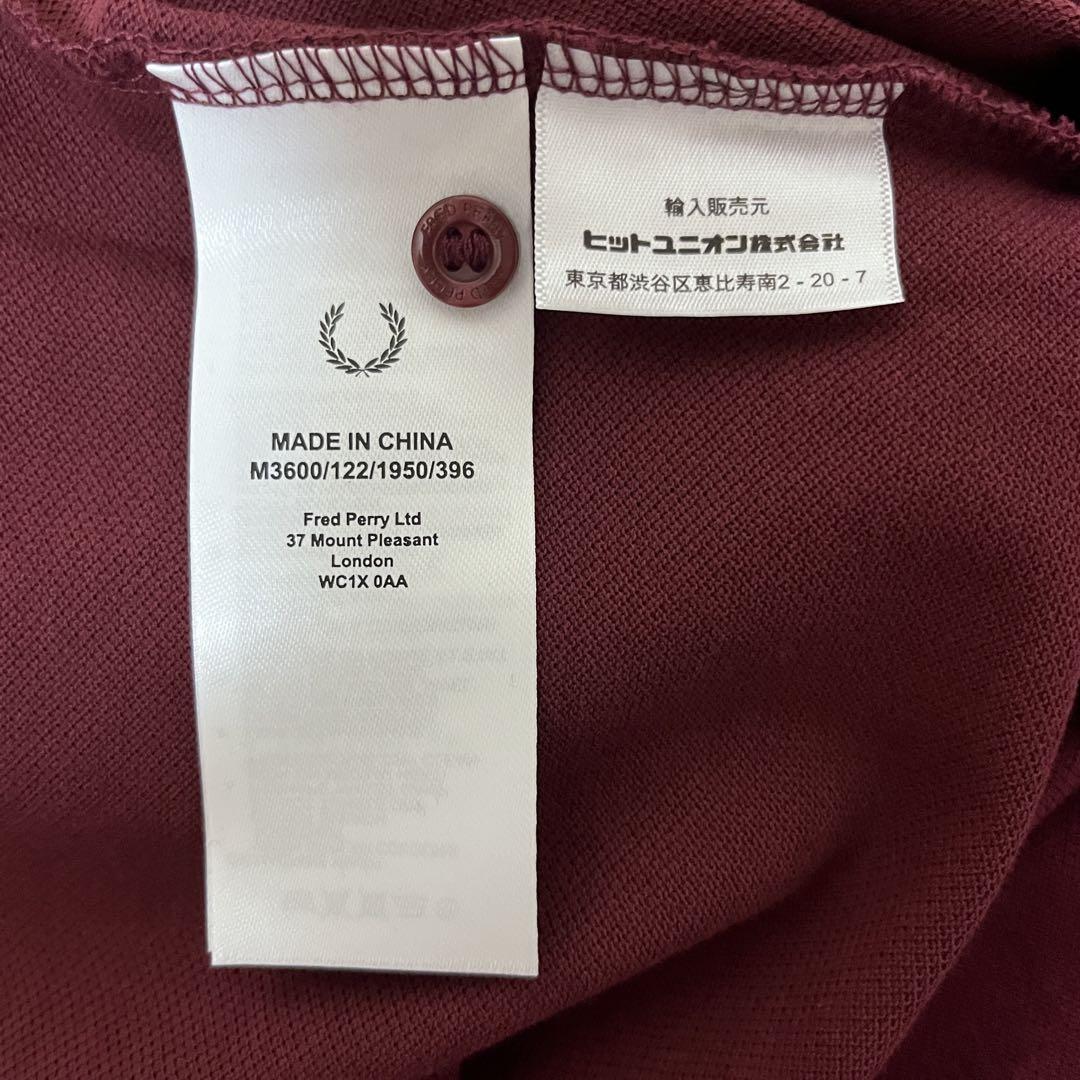 FRED PERRY
MADE IN CHINA
M3600/122/1950/396
Fred Perry Ltd
37 Mount Pleasant
London
WC1X 0AA
輸入販売元
ヒットユニオン株式会社
東京都渋谷区恵比寿南2-20-7